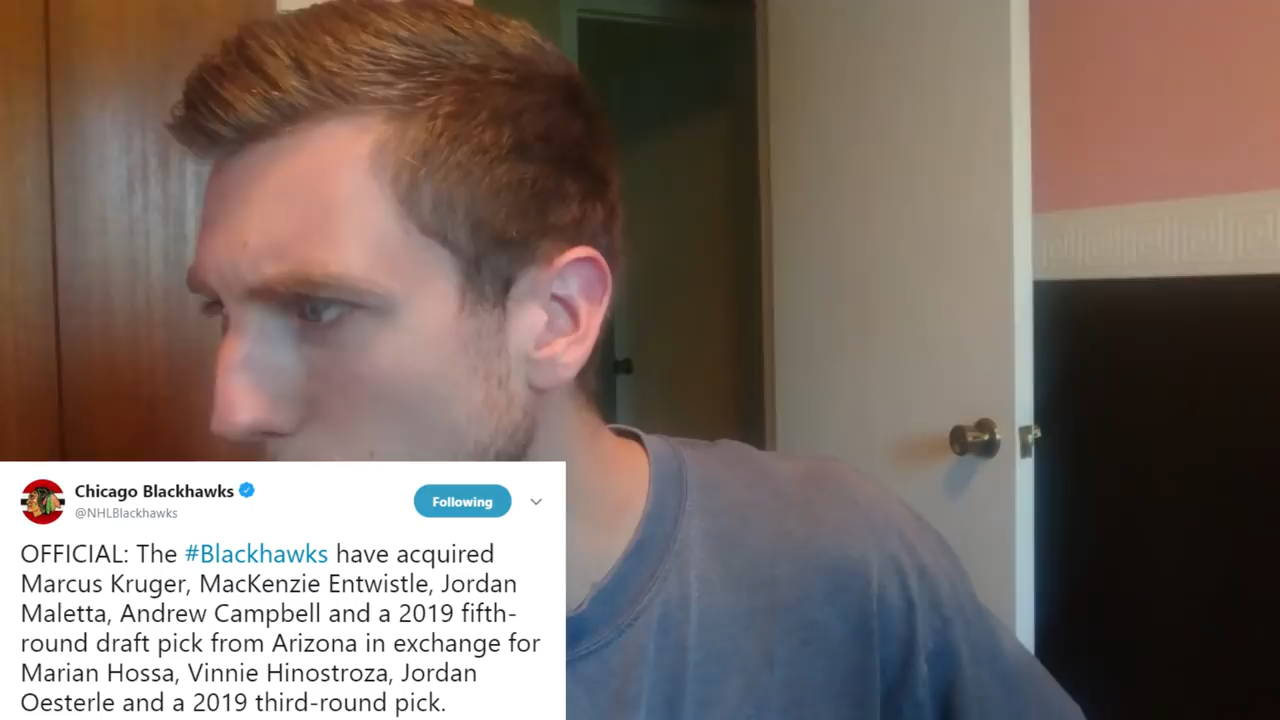 Chicago Blackhawks
Following
@NHLBlackhawks
OFFICIAL: The #Blackhawks have acquired
Marcus Kruger, MacKenzie Entwistle, Jordan
Maletta, Andrew Campbell and a 2019 fifth-
round draft pick from Arizona in exchange for
Marian Hossa, Vinnie Hinostroza, Jordan
Oesterle and a 2019 third-round pick.